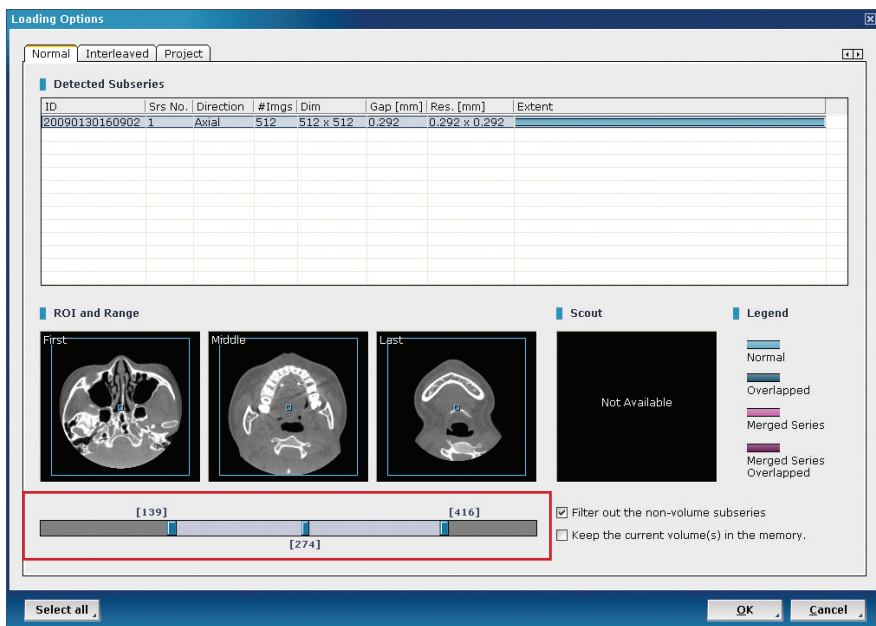 Loading Options
Normal Interleaved Project
Detected Subseries
ID Srs No. Direction #Imgs Dim Gap [mm] Res. [mm] Extent
20090130160902 1 Axial 512 512 x 512 0.292 0.292 x 0.292
ROI and Range
Scout
Legend
First
Middle
Last
Not Available
Normal
Overlapped
Merged Series
Merged Series
Overlapped
[139]
[416]
[274]
Filter out the non-volume subseries
Keep the current volume(s) in the memory.
Select all
OK
Cancel